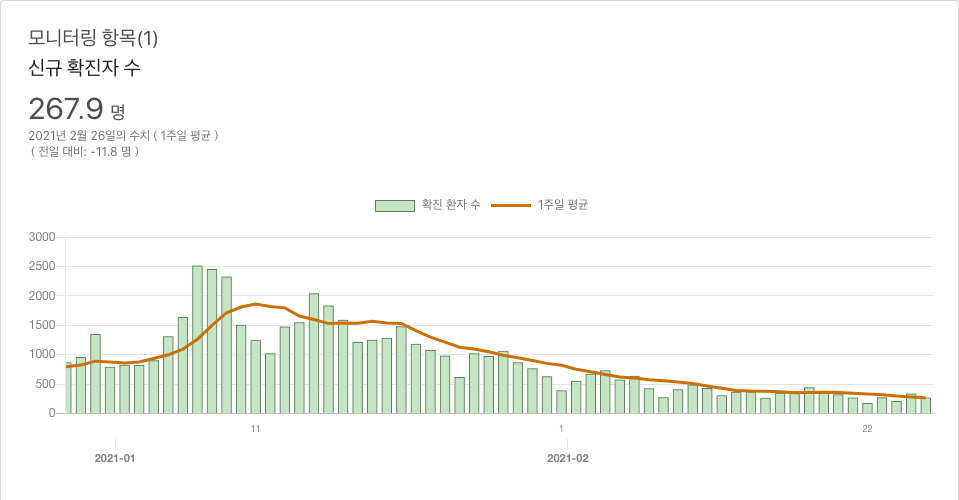 모니터링 항목(1)
신규 확진자 수
267.9 명
2021년 2월 26일의 수치 ( 1주일 평균 )
( 전일 대비: -11.8 명 )
확진 환자 수 1주일 평균
3000
2500
2000
1500
1000
500
0
11 1 22
2021-01 2021-02